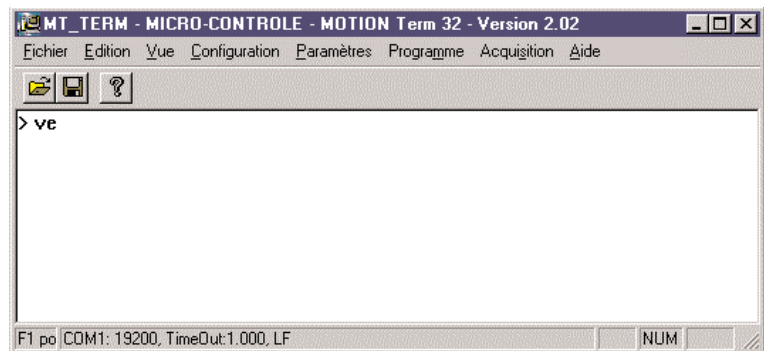 MT_TERM - MICRO-CONTROLE - MOTION Term 32 - Version 2.02
Fichier Edition Vue Configuration Paramètres Programme Acquisition Aide
> ve
F1 po COM1: 19200, TimeOut:1.000, LF NUM